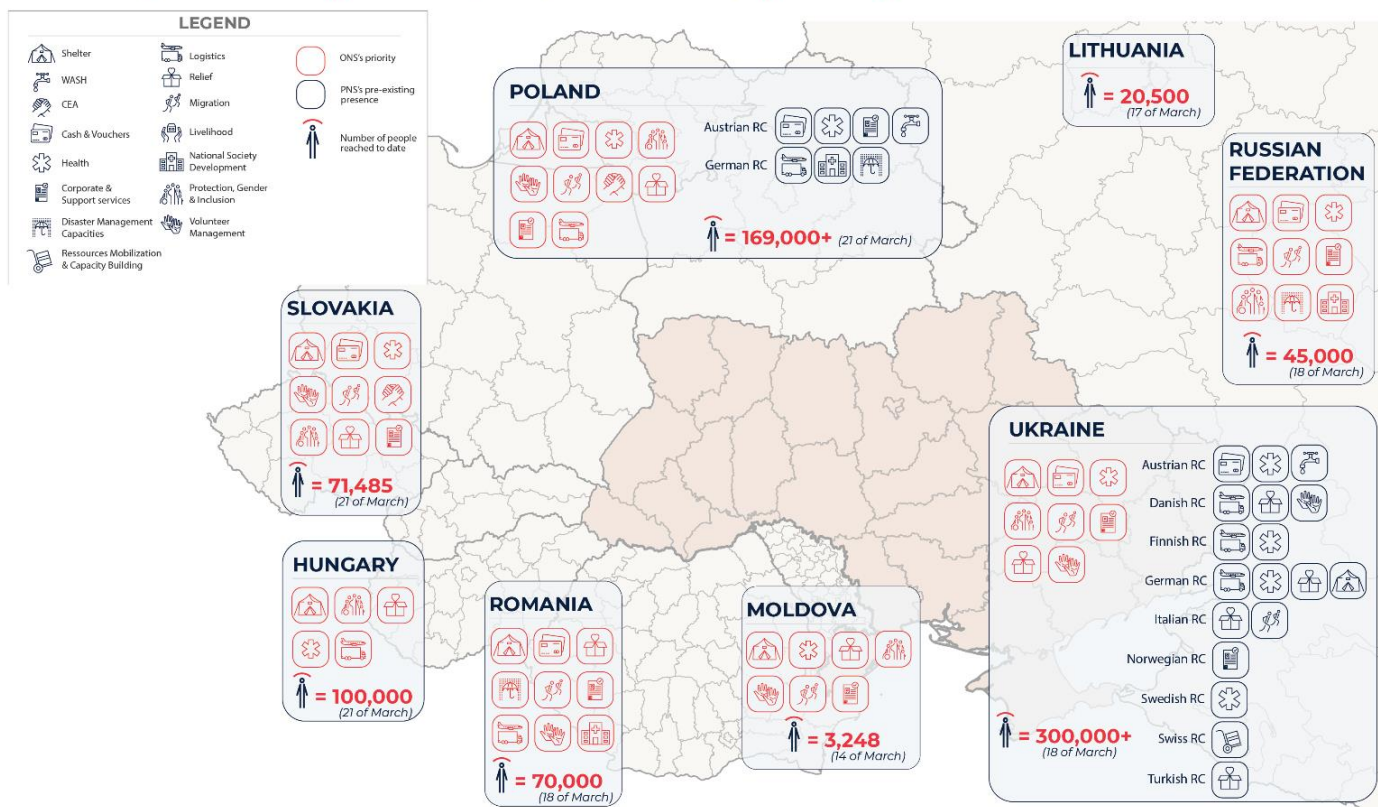 LEGEND
Shelter
WASH
CEA
Cash & Vouchers
Health
Corporate &
Support services
Disaster Management
Capacities
Ressources Mobilization
& Capacity Building
Logistics
Relief
Migration
Livelihood
National Society
Development
Protection, Gender
& Inclusion
Volunteer
Management
ONS's priority
PNS's pre-existing
presence
Number of people
reached to date
POLAND
Austrian RC
German RC
= 169,000+ (21 of March)
LITHUANIA
= 20,500
(17 of March)
RUSSIAN
FEDERATION
= 45,000
(18 of March)
SLOVAKIA
= 71,485
(21 of March)
HUNGARY
= 100,000
(21 of March)
ROMANIA
= 70,000
(18 of March)
MOLDOVA
= 3,248
(14 of March)
UKRAINE
Austrian RC
Danish RC
Finnish RC
German RC
Italian RC
Norwegian RC
Swedish RC
Swiss RC
Turkish RC
= 300,000+
(18 of March)